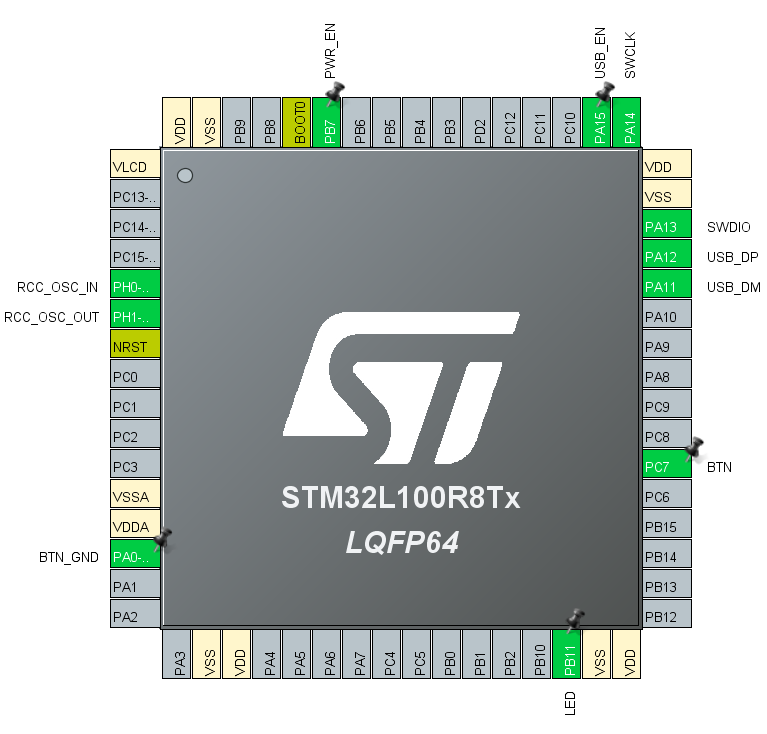 PWR_EN
USB_EN
SWCLK
VDD
VSS
PB9
PB8
BOOT0
PB7
PB6
PB5
PB4
PB3
PD2
PC12
PC11
PC10
PA15
PA14
VLCD
PC13-..
PC14-..
PC15-..
RCC_OSC_IN PH0-..
RCC_OSC_OUT PH1-..
NRST
PC0
PC1
PC2
PC3
VSSA
VDDA
BTN_GND PA0-..
PA1
PA2
VDD
VSS
PA13 SWDIO
PA12 USB_DP
PA11 USB_DM
PA10
PA9
PA8
PC9
PC8
PC7 BTN
PC6
PB15
PB14
PB13
PB12
ST
STM32L100R8Tx
LQFP64
PA3
VSS
VDD
PA4
PA5
PA6
PA7
PC4
PC5
PB0
PB1
PB2
PB10
PB11
VSS
VDD
LED